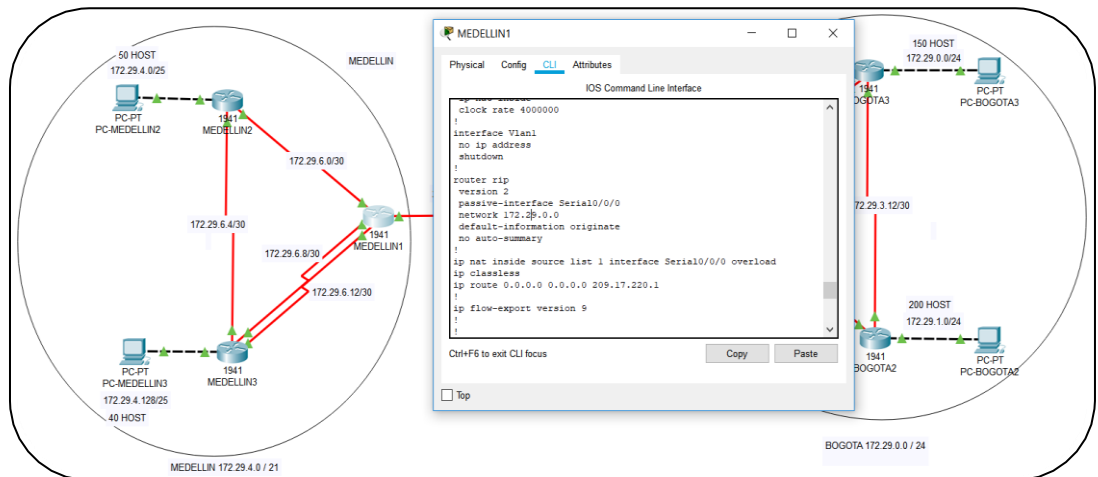 50 HOST
172.29.4.0/25
PC-PT
PC-MEDELLIN2
1941
MEDELLIN2
MEDELLIN
172.29.6.0/30
172.29.6.4/30
172.29.6.8/30
172.29.6.12/30
1941
MEDELLIN1
PC-PT
PC-MEDELLIN3
172.29.4.128/25
40 HOST
1941
MEDELLIN3
MEDELLIN 172.29.4.0 / 21
MEDELLIN1
Physical Config CLI Attributes
IOS Command Line Interface
ip nat inside
clock rate 4000000
!
interface Vlan1
no ip address
shutdown
!
router rip
version 2
passive-interface Serial0/0/0
network 172.29.0.0
default-information originate
no auto-summary
!
ip nat inside source list 1 interface Serial0/0/0 overload
ip classless
ip route 0.0.0.0 0.0.0.0 209.17.220.1
!
ip flow-export version 9
!
!
Ctrl+F6 to exit CLI focus
Copy
Paste
Top
150 HOST
172.29.0.0/24
1941
OGOTA3
PC-PT
PC-BOGOTA3
72.29.3.12/30
200 HOST
172.29.1.0/24
1941
BOGOTA2
PC-PT
PC-BOGOTA2
BOGOTA 172.29.0.0 / 24